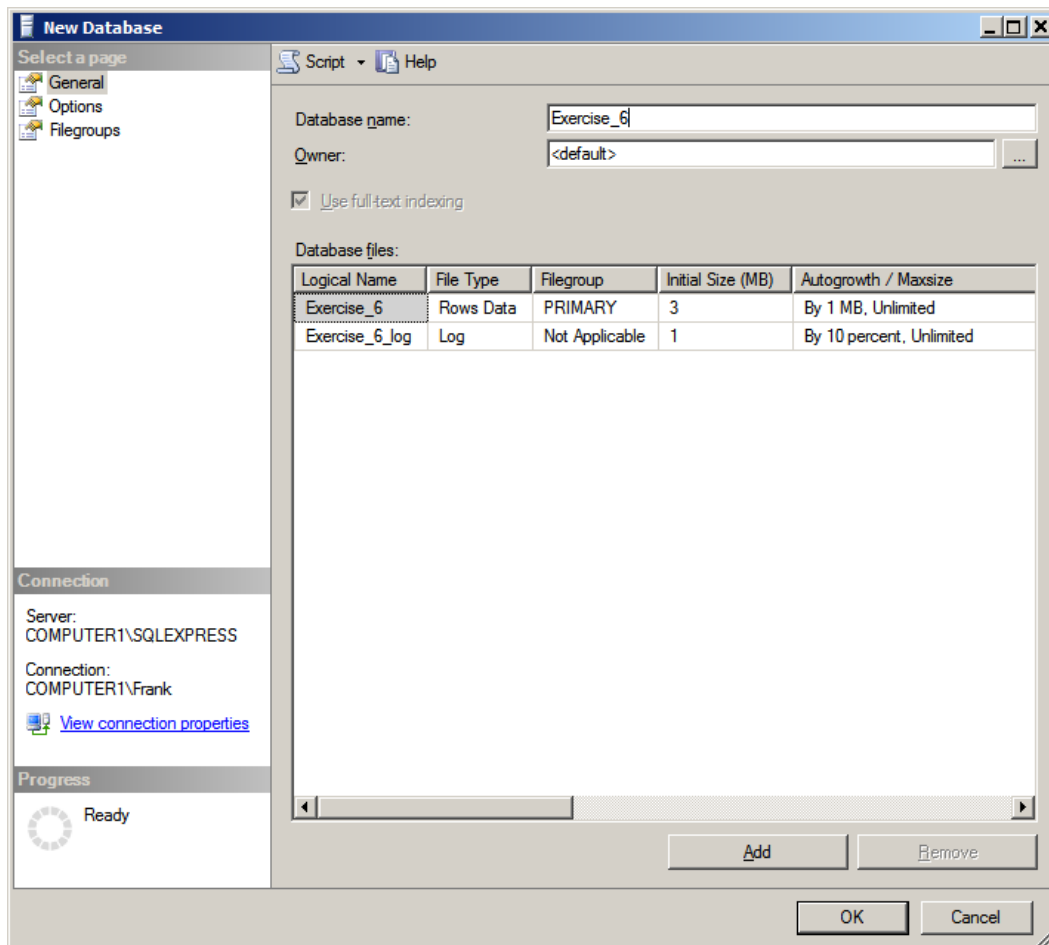 New Database
Select a page
General
Options
Filegroups
Script Help
Database name: Exercise_6
Owner: <default> ...
Use full-text indexing
Database files:
Logical Name File Type Filegroup Initial Size (MB) Autogrowth / Maxsize
Exercise_6 Rows Data PRIMARY 3 By 1 MB, Unlimited
Exercise_6_log Log Not Applicable 1 By 10 percent, Unlimited
Connection
Server:
COMPUTER1\SQLEXPRESS
Connection:
COMPUTER1\Frank
View connection properties
Progress
Ready
Add Remove
OK Cancel